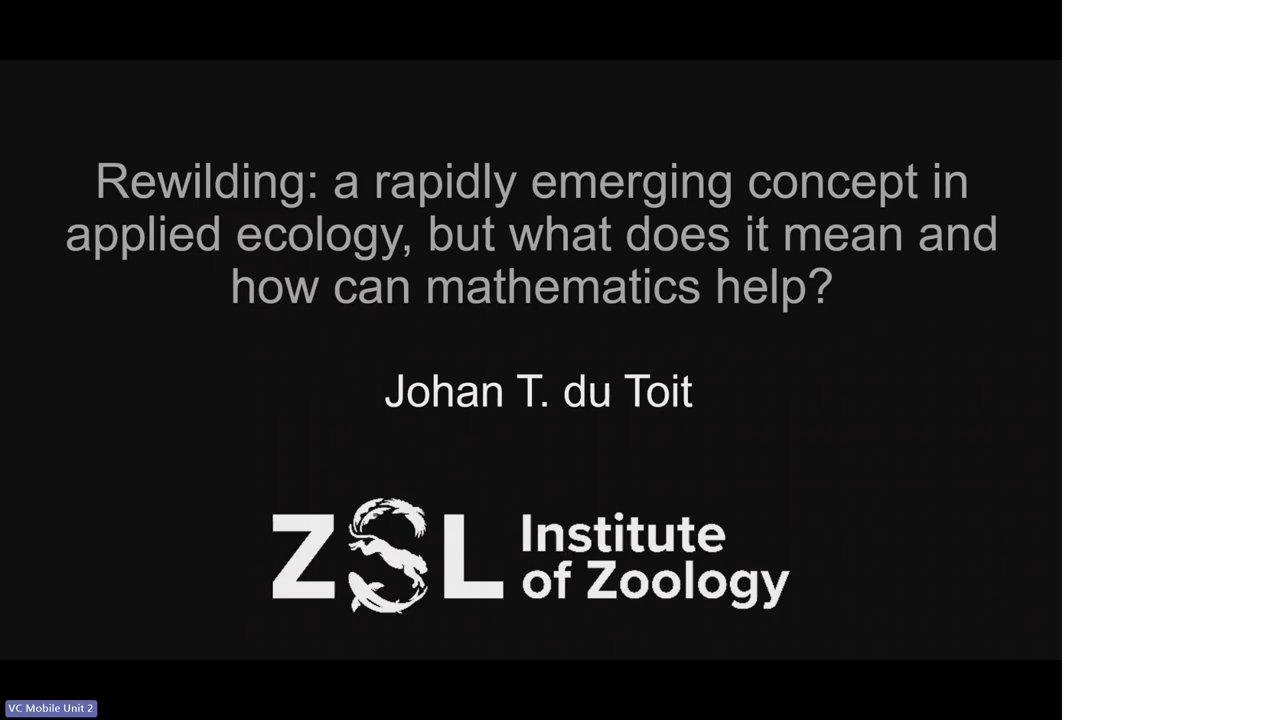 Rewilding: a rapidly emerging concept in
applied ecology, but what does it mean and
how can mathematics help?
Johan T. du Toit
ZSL Institute
of Zoology
VC Mobile Unit 2